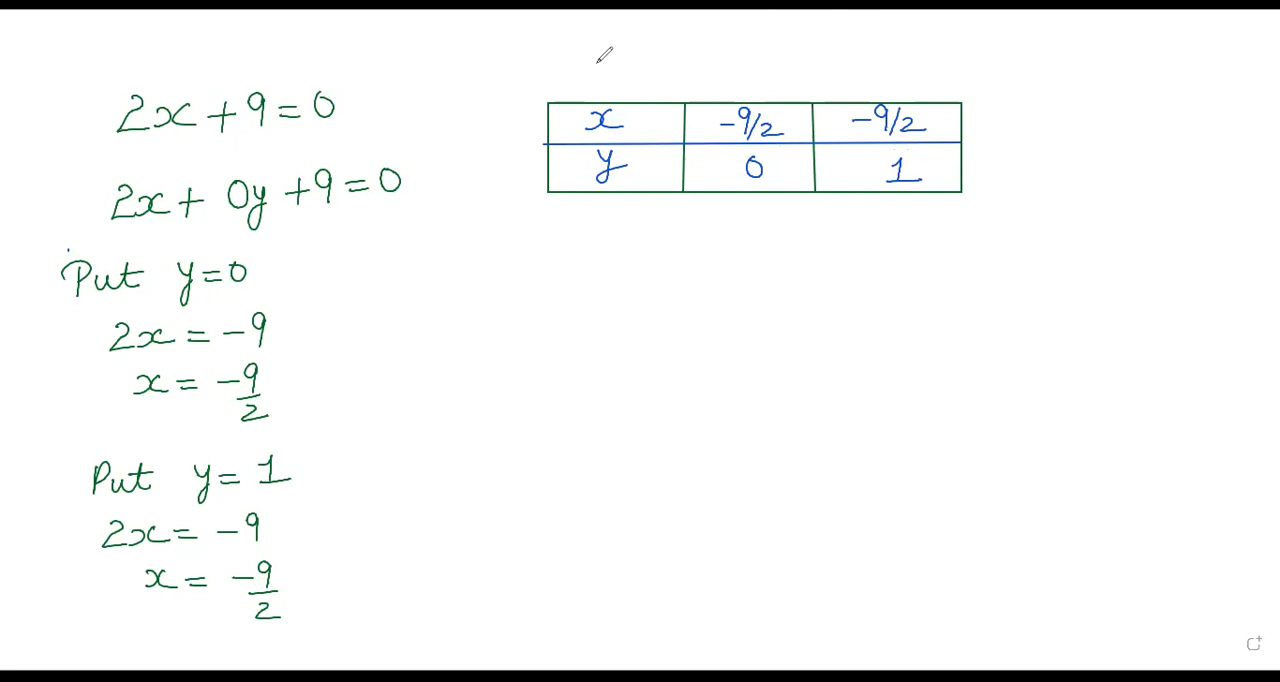 2x + 9 = 0
2x + 0y + 9 = 0
Put y = 0
2x = -9
x = -9/2
Put y = 1
2x = -9
x = -9/2
x -9/2 -9/2
y 0 1